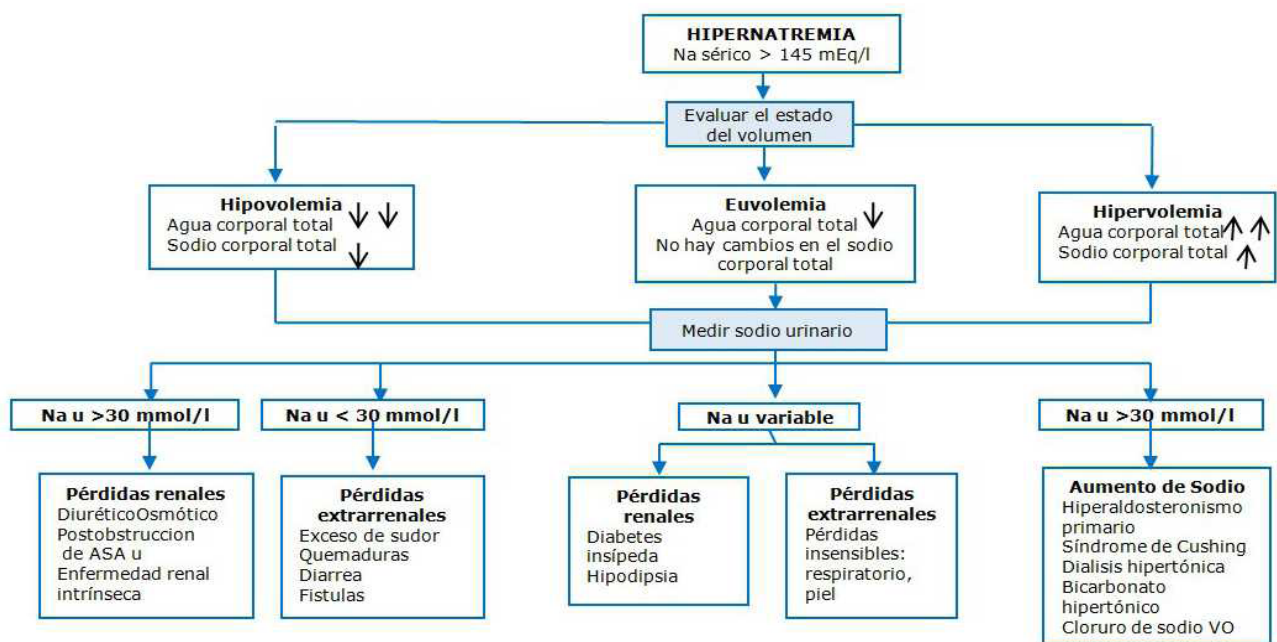 HIPERNATREMIA
Na sérico > 145 mEq/l
Evaluar el estado
del volumen
Hipovolemia
Agua corporal total
Sodio corporal total
Euvolemia
Agua corporal total
No hay cambios en el sodio
corporal total
Hipervolemia
Agua corporal total
Sodio corporal total
Medir sodio urinario
Na u >30 mmol/l
Na u < 30 mmol/l
Na u variable
Na u >30 mmol/l
Pérdidas renales
DiuréticoOsmótico
Postobstruccion
de ASA u
Enfermedad renal
intrínseca
Pérdidas
extrarrenales
Exceso de sudor
Quemaduras
Diarrea
Fistulas
Pérdidas
renales
Diabetes
insípeda
Hipodipsia
Pérdidas
extrarrenales
Pérdidas
insensibles:
respiratorio,
piel
Aumento de Sodio
Hiperaldosteronismo
primario
Síndrome de Cushing
Dialisis hipertónica
Bicarbonato
hipertónico
Cloruro de sodio VO